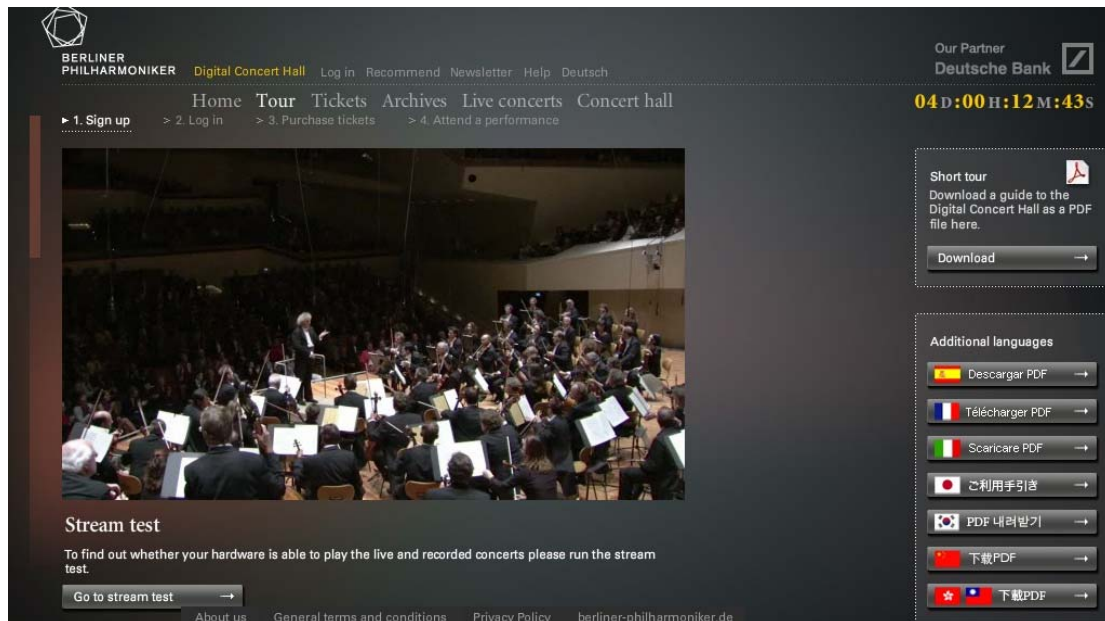 BERLINER
PHILHARMONIKER
Digital Concert Hall Log in Recommend Newsletter Help Deutsch
Our Partner
Deutsche Bank
Home Tour Tickets Archives Live concerts Concert hall
04D:00H:12M:43S
► 1. Sign up > 2. Log in > 3. Purchase tickets > 4. Attend a performance
Short tour
Download a guide to the
Digital Concert Hall as a PDF
file here.
Download →
Additional languages
Descargar PDF →
Télécharger PDF →
Scaricare PDF →
ご利用手引き →
PDF 내려받기 →
下载PDF →
下載PDF →
Stream test
To find out whether your hardware is able to play the live and recorded concerts please run the stream
test.
Go to stream test →
About us General terms and conditions Privacy Policy berliner-philharmoniker.de